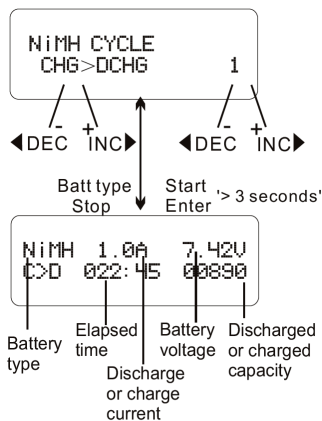 NiMH CYCLE
CHG>DCHG 1
- + - +
◀DEC INC▶ ◀DEC INC▶
Batt type Start
Stop Enter '> 3 seconds'
NiMH 1.0A 7.42V
C>D 022:45 00890
Battery type
Elapsed time
Discharge or charge current
Battery voltage
Discharged or charged capacity